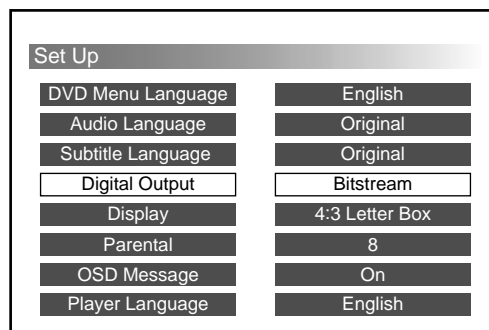 Set Up
DVD Menu Language English
Audio Language Original
Subtitle Language Original
Digital Output Bitstream
Display 4:3 Letter Box
Parental 8
OSD Message On
Player Language English